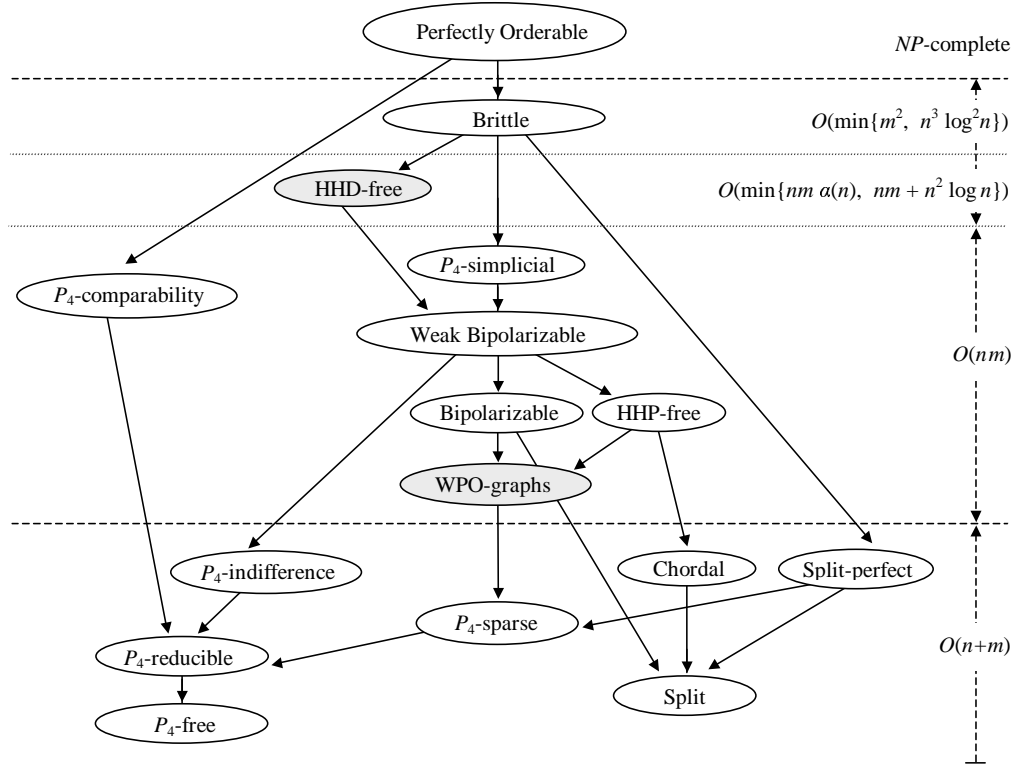 Perfectly Orderable
NP-complete
Brittle
O(min{m², n³ log²n})
HHD-free
O(min{nm α(n), nm + n² log n})
P₄-simplicial
P₄-comparability
Weak Bipolarizable
O(nm)
Bipolarizable
HHP-free
WPO-graphs
P₄-indifference
Chordal
Split-perfect
P₄-sparse
O(n+m)
P₄-reducible
Split
P₄-free